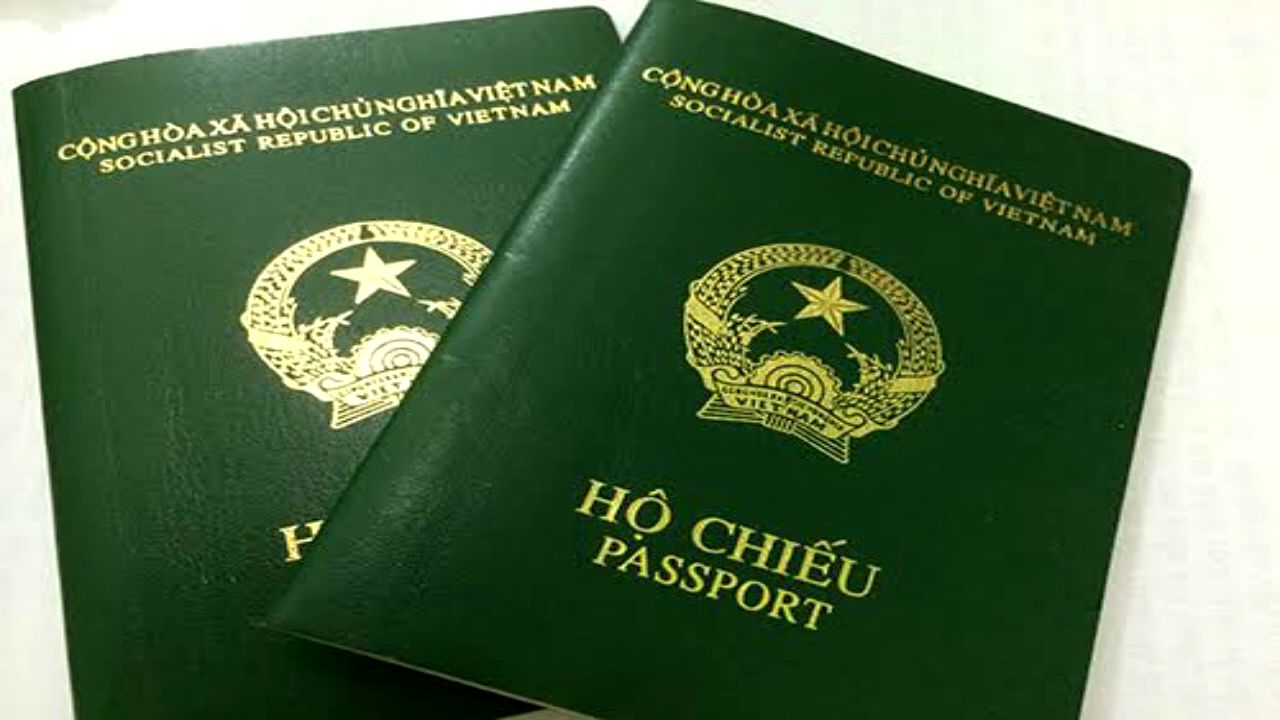 CỘNG HÒA XÃ HỘI CHỦ NGHĨA VIỆT NAM
SOCIALIST REPUBLIC OF VIETNAM
H
CỘNG HÒA XÃ HỘI CHỦ NGHĨA VIỆT NAM
SOCIALIST REPUBLIC OF VIETNAM
VIETNAM
HỘ CHIẾU
PASSPORT